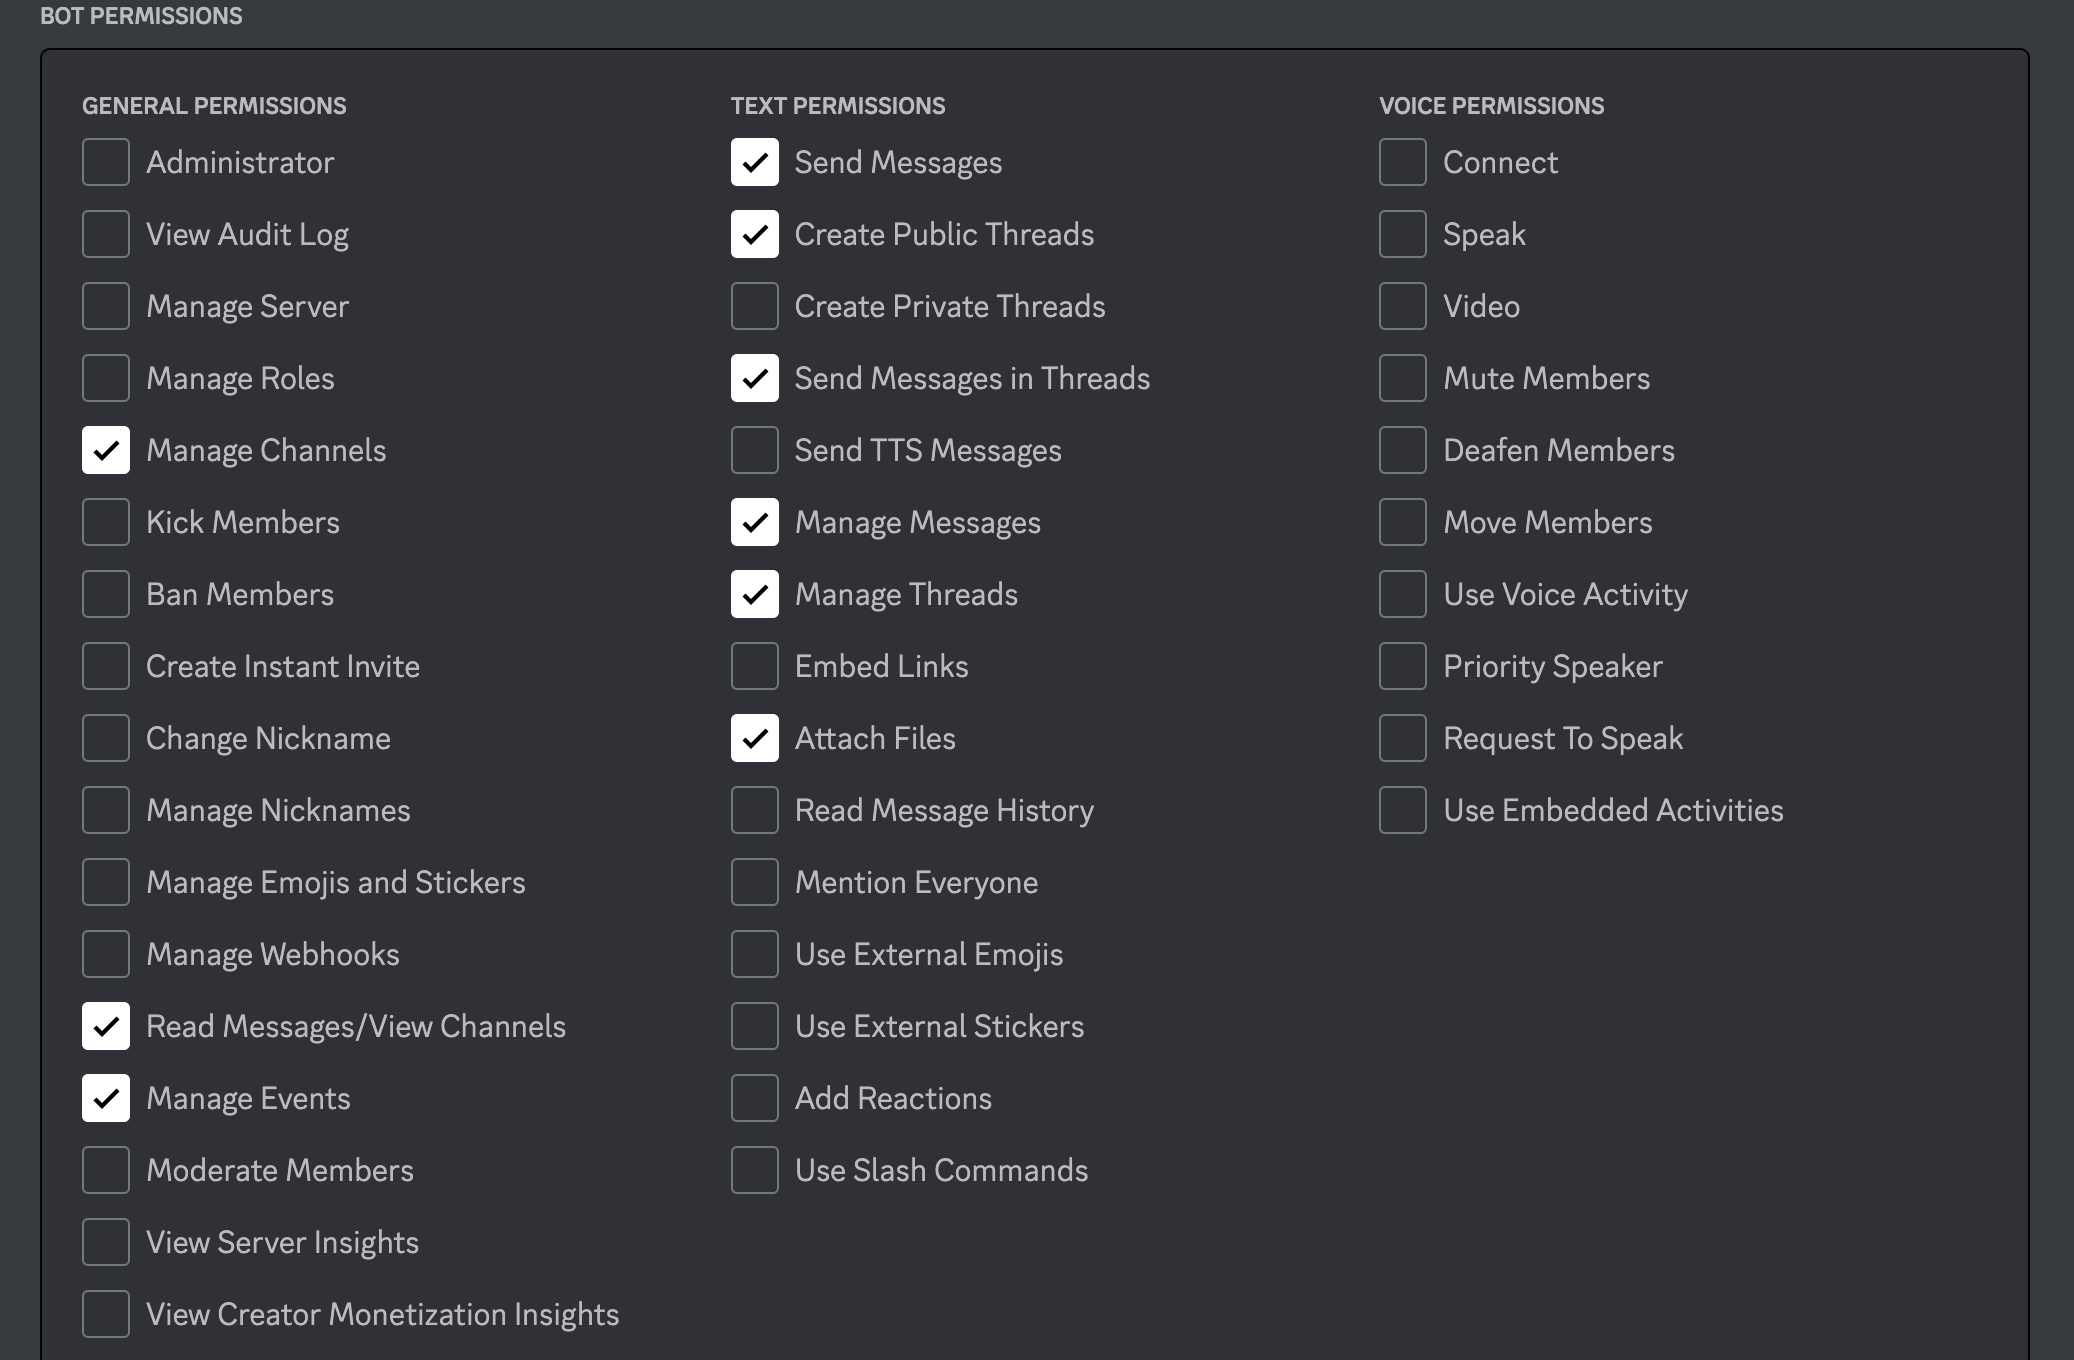 BOT PERMISSIONS
GENERAL PERMISSIONS
Administrator
View Audit Log
Manage Server
Manage Roles
Manage Channels
Kick Members
Ban Members
Create Instant Invite
Change Nickname
Manage Nicknames
Manage Emojis and Stickers
Manage Webhooks
Read Messages/View Channels
Manage Events
Moderate Members
View Server Insights
View Creator Monetization Insights
TEXT PERMISSIONS
Send Messages
Create Public Threads
Create Private Threads
Send Messages in Threads
Send TTS Messages
Manage Messages
Manage Threads
Embed Links
Attach Files
Read Message History
Mention Everyone
Use External Emojis
Use External Stickers
Add Reactions
Use Slash Commands
VOICE PERMISSIONS
Connect
Speak
Video
Mute Members
Deafen Members
Move Members
Use Voice Activity
Priority Speaker
Request To Speak
Use Embedded Activities